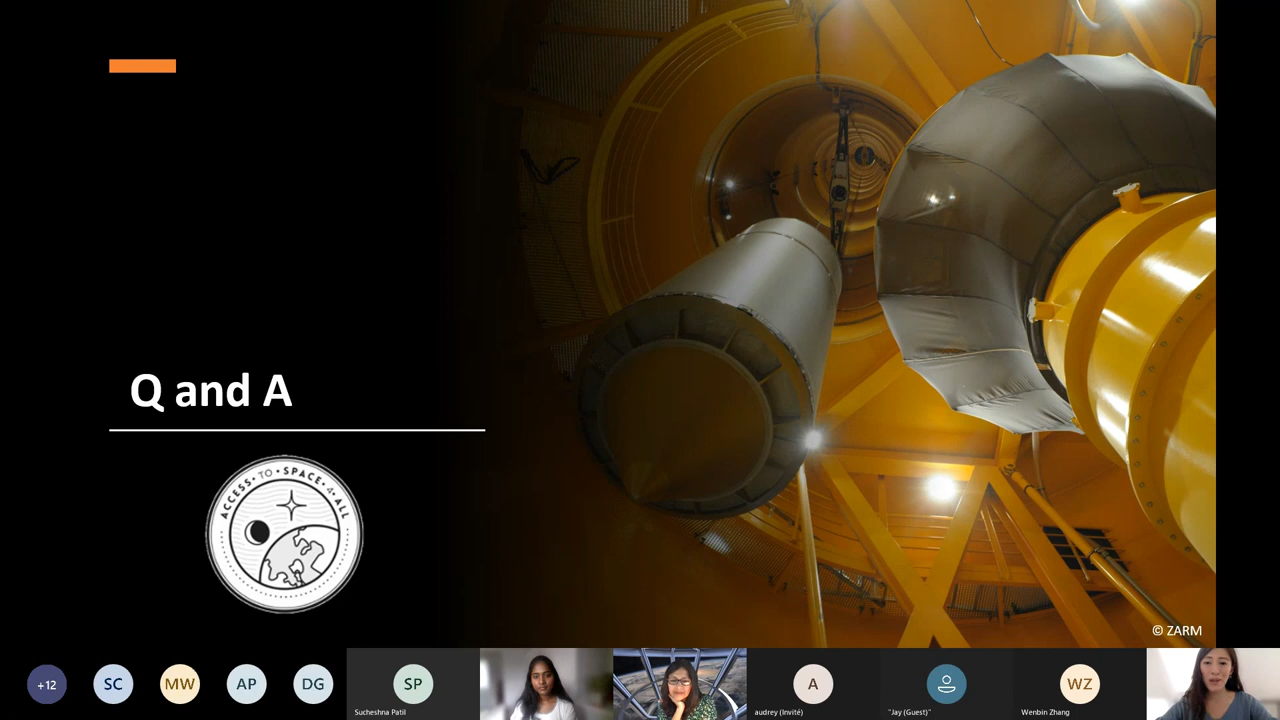 Q and A
ACCESS • TO • SPACE • 4 • ALL
© ZARM
+12
SC
MW
AP
DG
SP
Sucheshna Patil
A
audrey (Invité)
"Jay (Guest)"
WZ
Wenbin Zhang